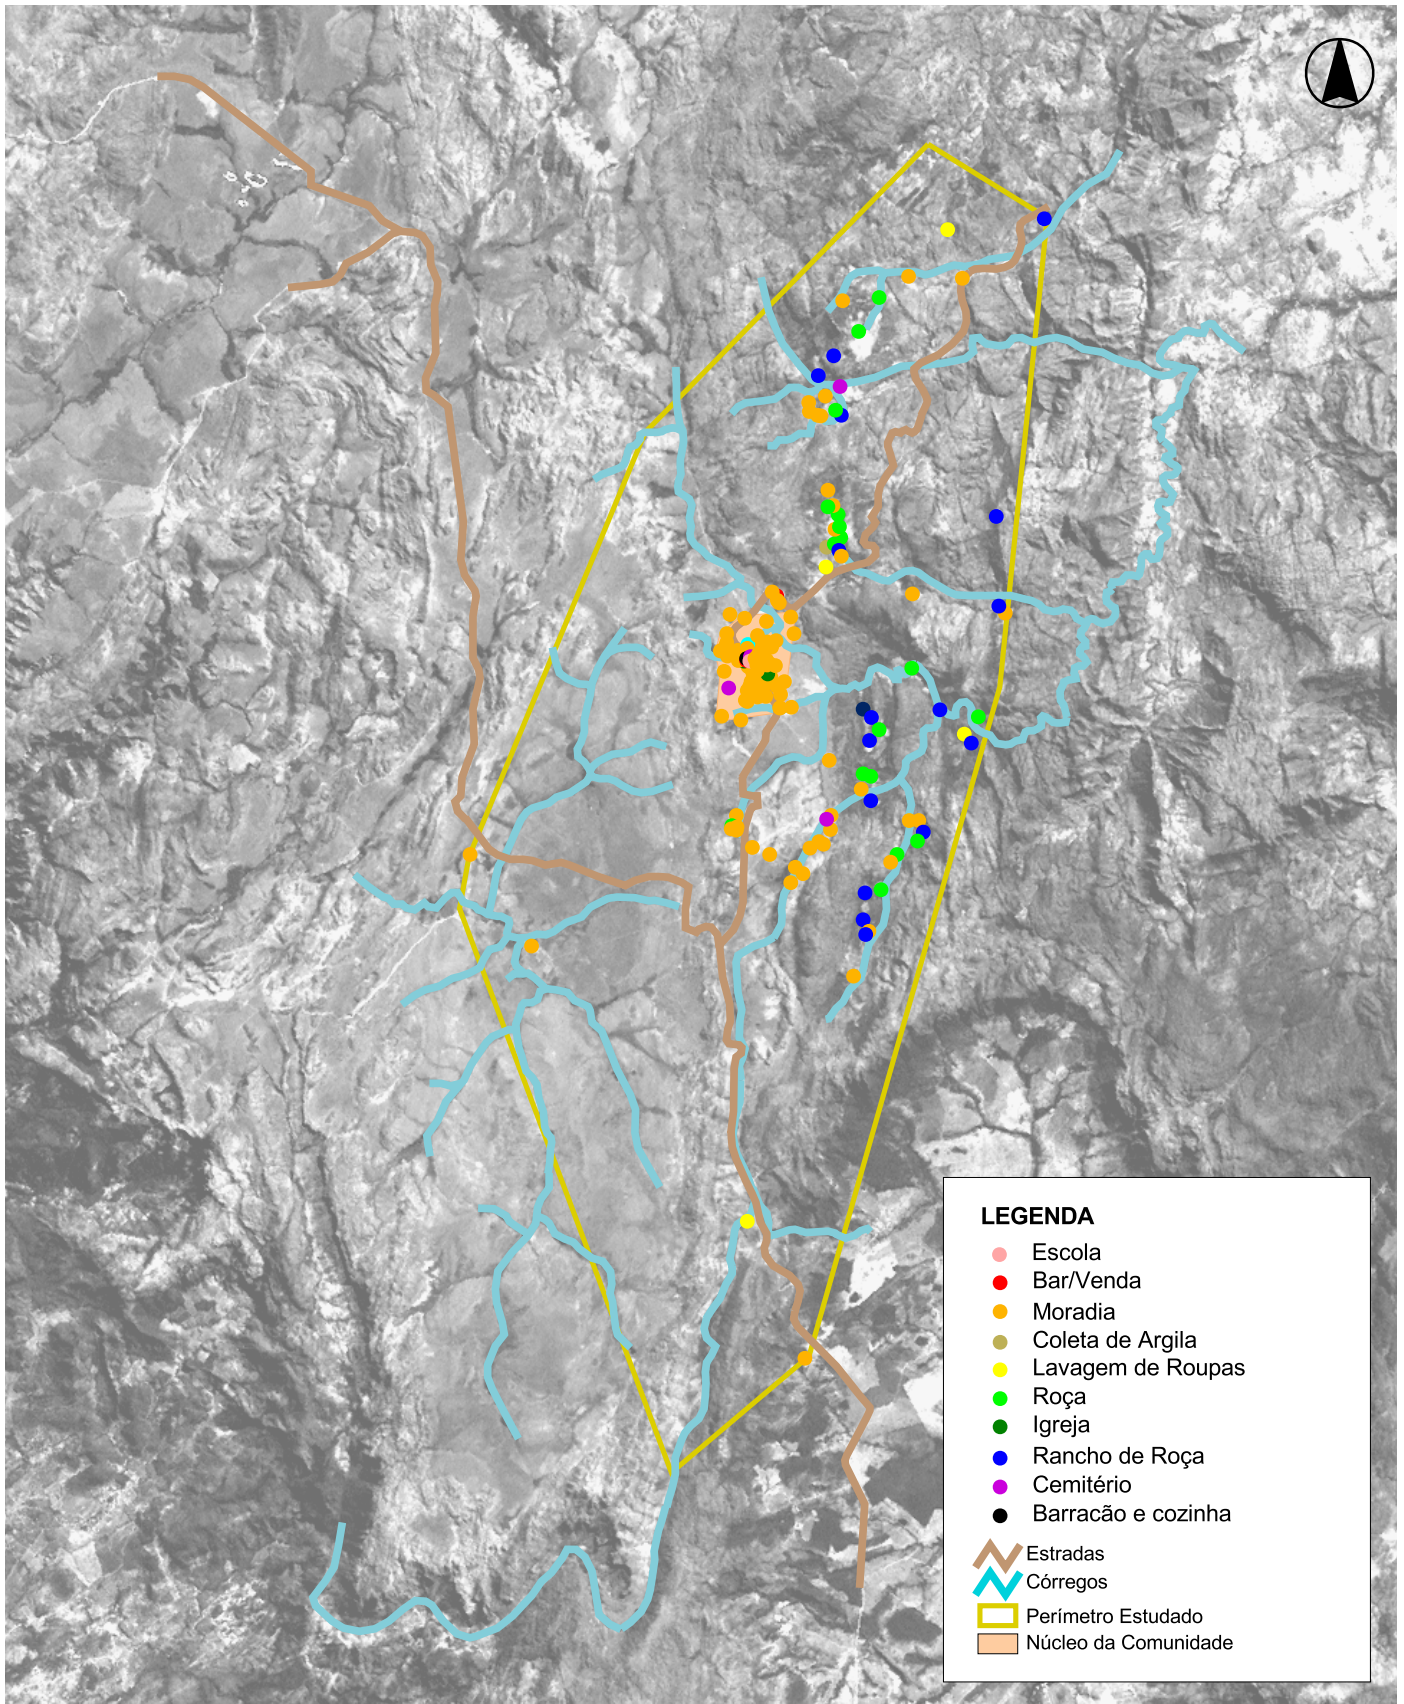 LEGENDA
Escola
Bar/Venda
Moradia
Coleta de Argila
Lavagem de Roupas
Roça
Igreja
Rancho de Roça
Cemitério
Barracão e cozinha
Estradas
Córregos
Perímetro Estudado
Núcleo da Comunidade